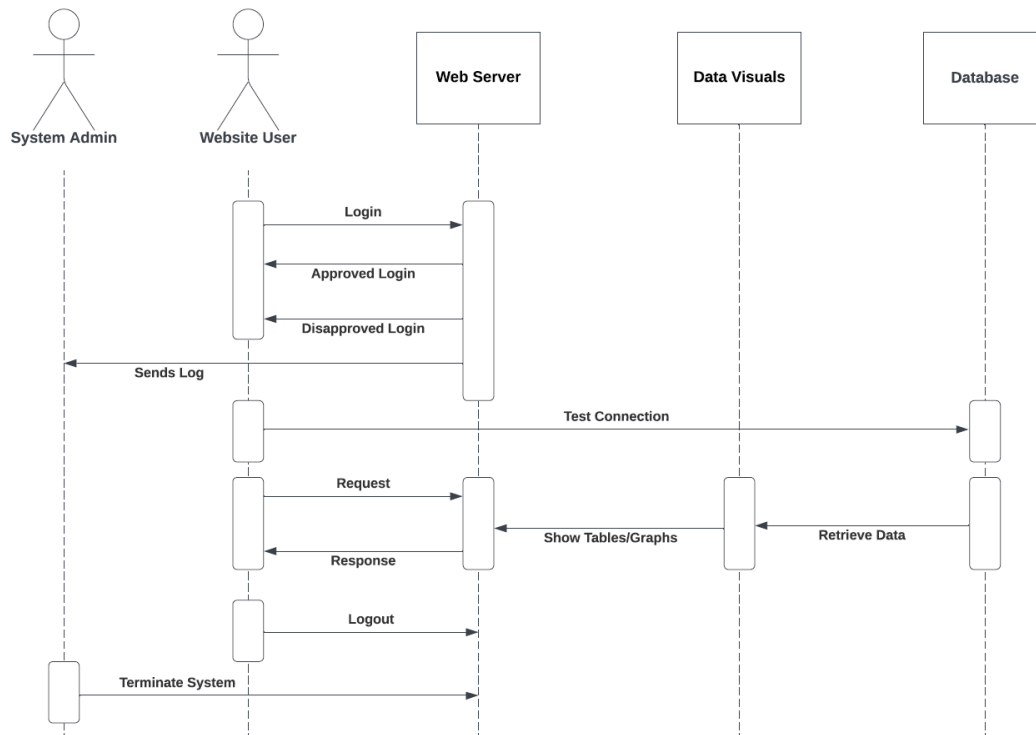 Web Server
Data Visuals
Database
System Admin
Website User
Login
Approved Login
Disapproved Login
Sends Log
Test Connection
Request
Show Tables/Graphs
Retrieve Data
Response
Logout
Terminate System